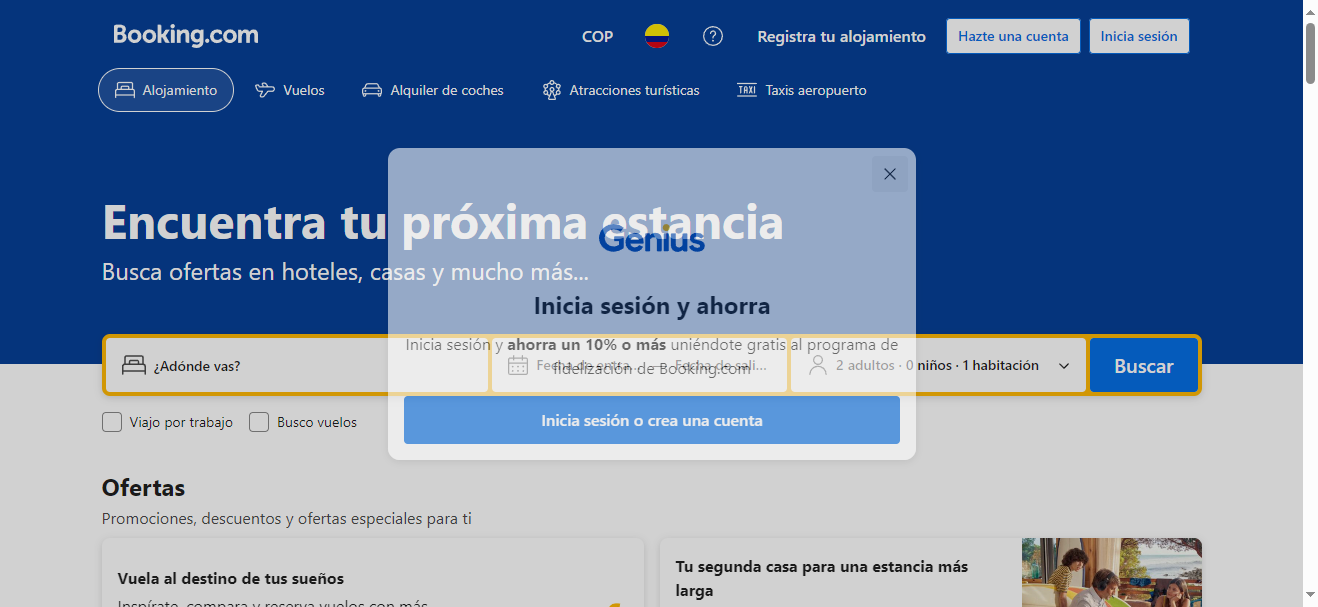 Booking.com
COP
Registra tu alojamiento
Hazte una cuenta
Inicia sesión
Alojamiento
Vuelos
Alquiler de coches
Atracciones turísticas
TAXI Taxis aeropuerto
Encuentra tu próxima estancia
Busca ofertas en hoteles, casas y mucho más...
Genius
Inicia sesión y ahorra
Inicia sesión y ahorra un 10% o más uniéndote gratis al programa de
fidelización de Booking.com
Inicia sesión o crea una cuenta
¿Adónde vas?
Fecha de entra... — Fecha de sali...
2 adultos · 0 niños · 1 habitación
Buscar
Viajo por trabajo
Busco vuelos
Ofertas
Promociones, descuentos y ofertas especiales para ti
Vuela al destino de tus sueños
Inspírate, compara y reserva vuelos con más
Tu segunda casa para una estancia más
larga